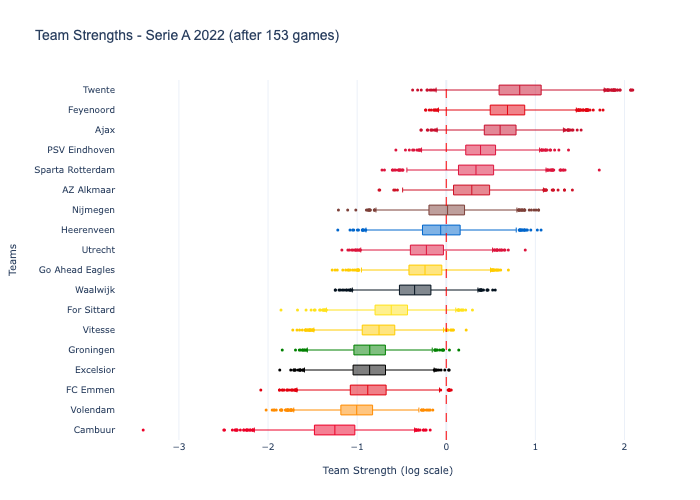 Team Strengths - Serie A 2022 (after 153 games)
Teams
Twente
Feyenoord
Ajax
PSV Eindhoven
Sparta Rotterdam
AZ Alkmaar
Nijmegen
Heerenveen
Utrecht
Go Ahead Eagles
Waalwijk
For Sittard
Vitesse
Groningen
Excelsior
FC Emmen
Volendam
Cambuur
−3 −2 −1 0 1 2
Team Strength (log scale)